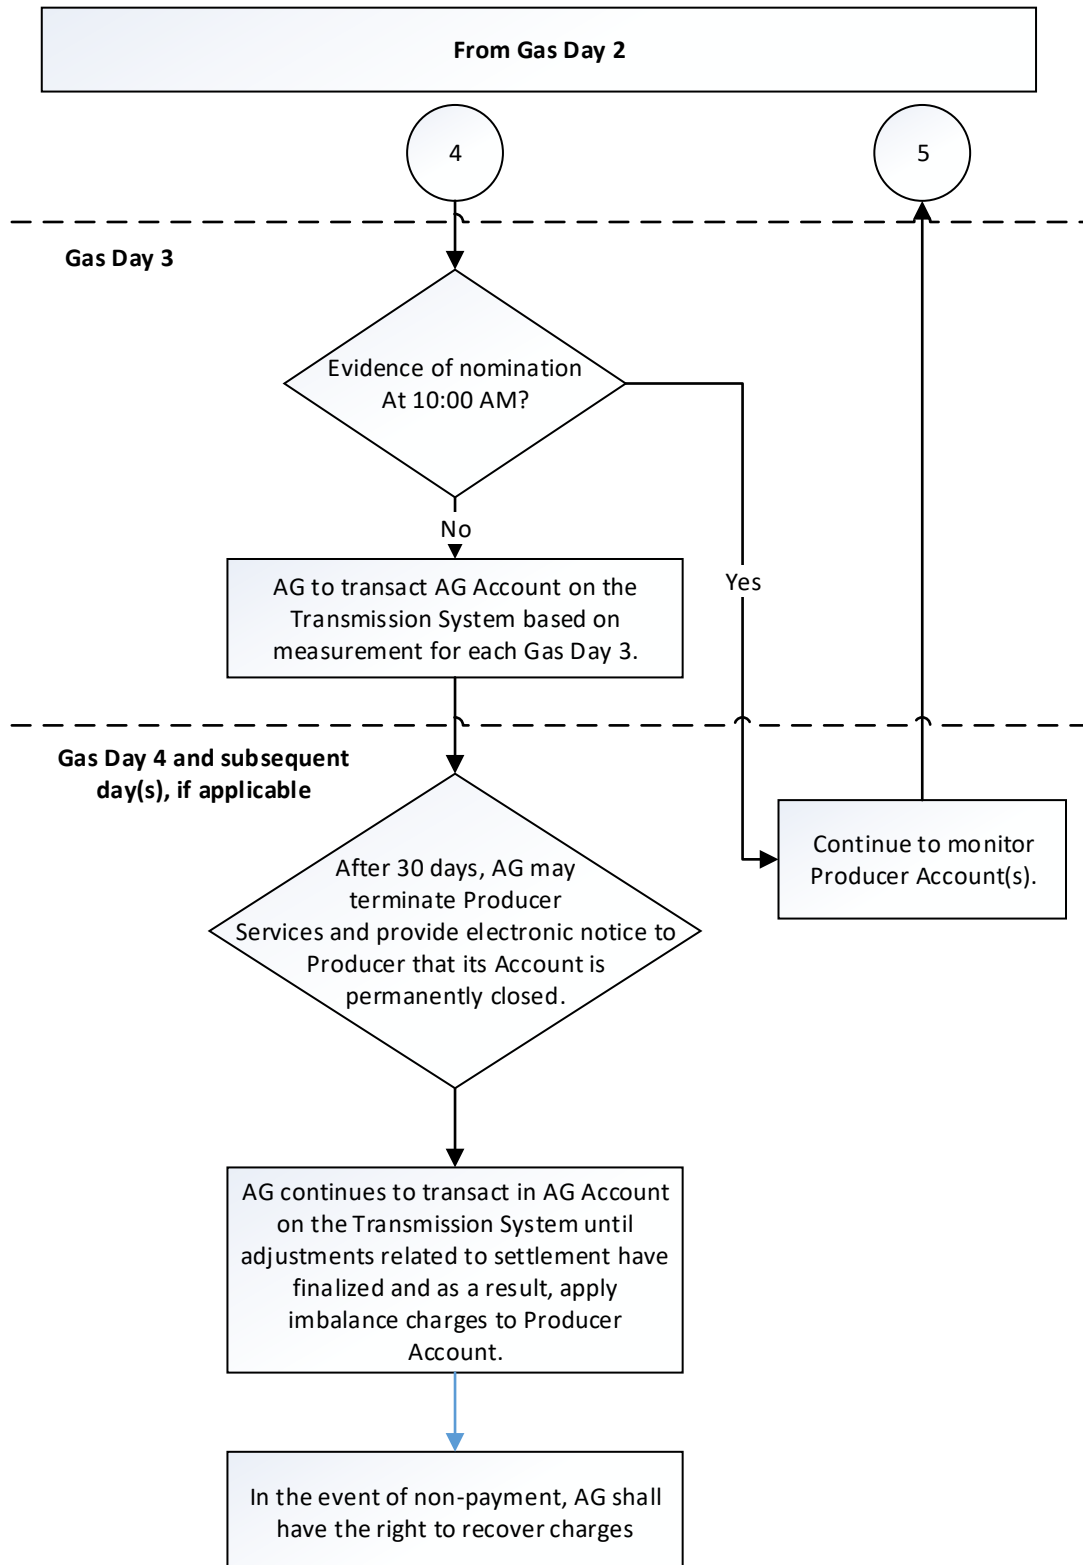 From Gas Day 2
4
5
Gas Day 3
Evidence of nomination
At 10:00 AM?
No
Yes
AG to transact AG Account on the
Transmission System based on
measurement for each Gas Day 3.
Gas Day 4 and subsequent
day(s), if applicable
Continue to monitor
Producer Account(s).
After 30 days, AG may
terminate Producer
Services and provide electronic notice to
Producer that its Account is
permanently closed.
AG continues to transact in AG Account
on the Transmission System until
adjustments related to settlement have
finalized and as a result, apply
imbalance charges to Producer
Account.
In the event of non-payment, AG shall
have the right to recover charges